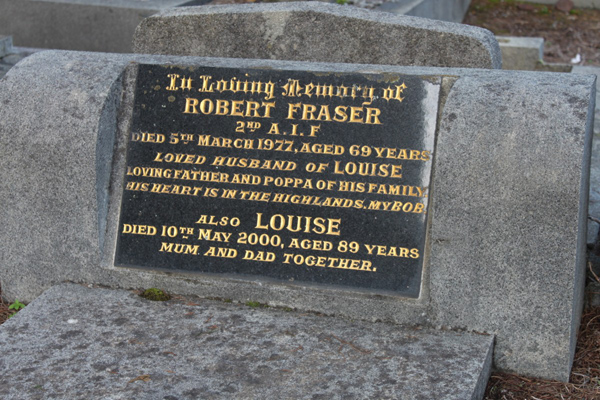 In Loving Memory of
ROBERT FRASER
2ND A.I.F
DIED 5TH MARCH 1977, AGED 69 YEARS
LOVED HUSBAND OF LOUISE
LOVING FATHER AND POPPA OF HIS FAMILY
HIS HEART IS IN THE HIGHLANDS. MY BOB
ALSO LOUISE
DIED 10TH MAY 2000, AGED 89 YEARS
MUM AND DAD TOGETHER.